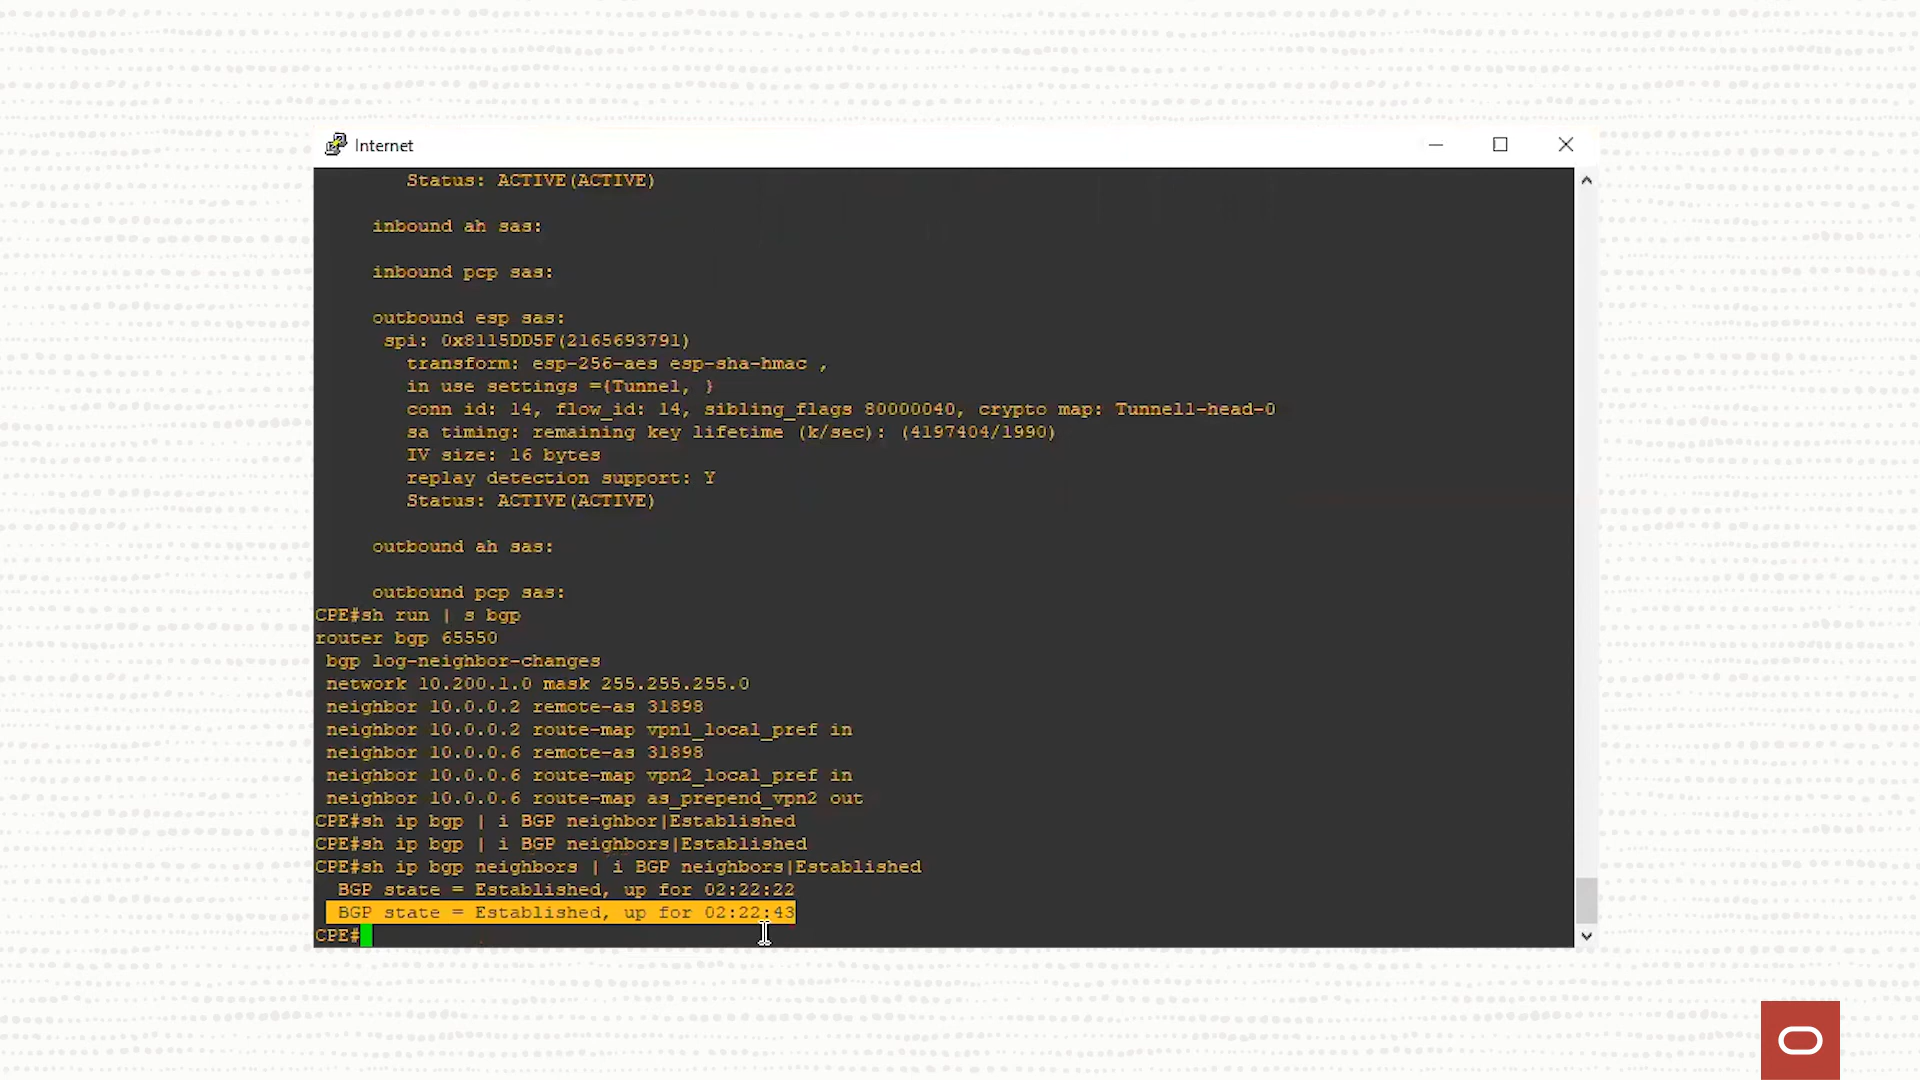 Internet
Status: ACTIVE(ACTIVE)
inbound ah sas:
inbound pcp sas:
outbound esp sas:
spi: 0x8115DD5F(2165693791)
transform: esp-256-aes esp-sha-hmac ,
in use settings ={Tunnel, }
conn id: 14, flow_id: 14, sibling_flags 80000040, crypto map: Tunnel1-head-0
sa timing: remaining key lifetime (k/sec): (4197404/1990)
IV size: 16 bytes
replay detection support: Y
Status: ACTIVE(ACTIVE)
outbound ah sas:
outbound pcp sas:
CPE#sh run | s bgp
router bgp 65550
bgp log-neighbor-changes
network 10.200.1.0 mask 255.255.255.0
neighbor 10.0.0.2 remote-as 31898
neighbor 10.0.0.2 route-map vpn1_local_pref in
neighbor 10.0.0.6 remote-as 31898
neighbor 10.0.0.6 route-map vpn2_local_pref in
neighbor 10.0.0.6 route-map as_prepend_vpn2 out
CPE#sh ip bgp | i BGP neighbor|Established
CPE#sh ip bgp | i BGP neighbors|Established
CPE#sh ip bgp neighbors | i BGP neighbors|Established
BGP state = Established, up for 02:22:22
BGP state = Established, up for 02:22:43
CPE#